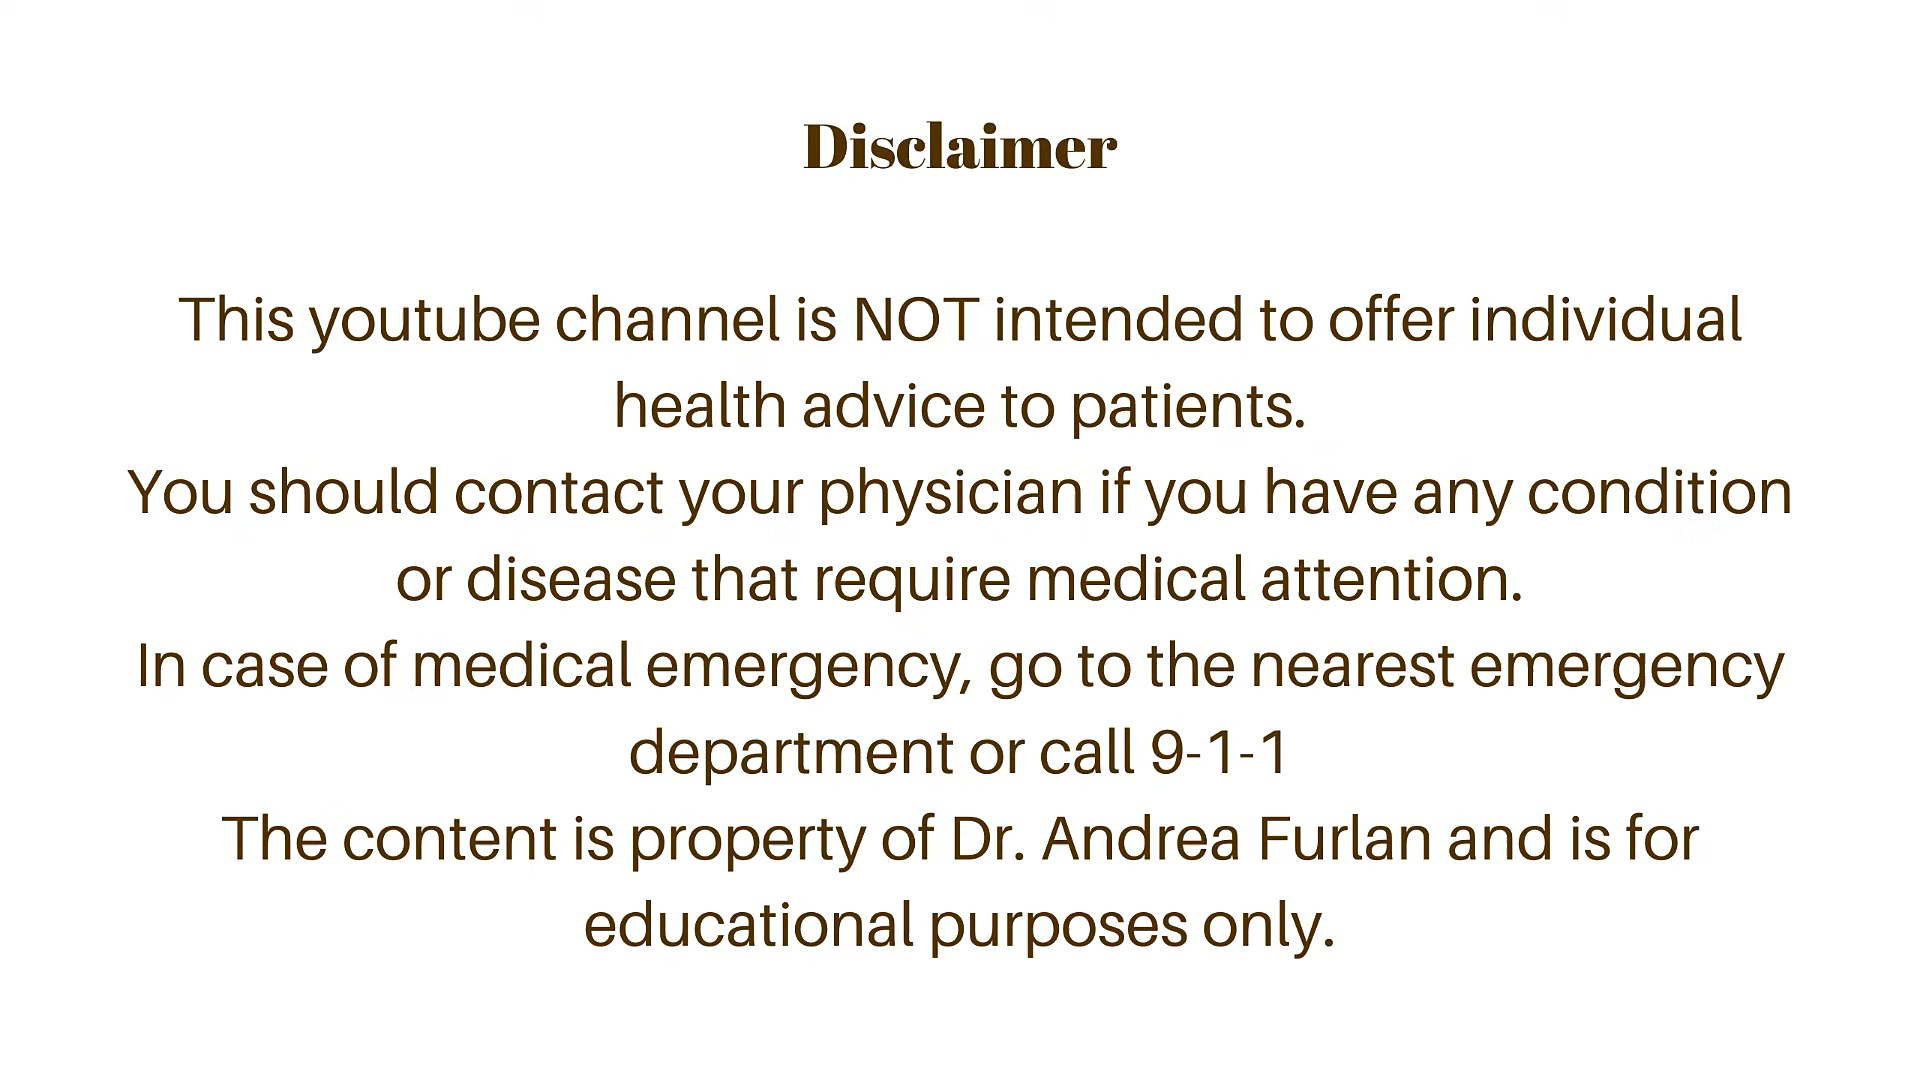 Disclaimer
This youtube channel is NOT intended to offer individual
health advice to patients.
You should contact your physician if you have any condition
or disease that require medical attention.
In case of medical emergency, go to the nearest emergency
department or call 9-1-1
The content is property of Dr. Andrea Furlan and is for
educational purposes only.